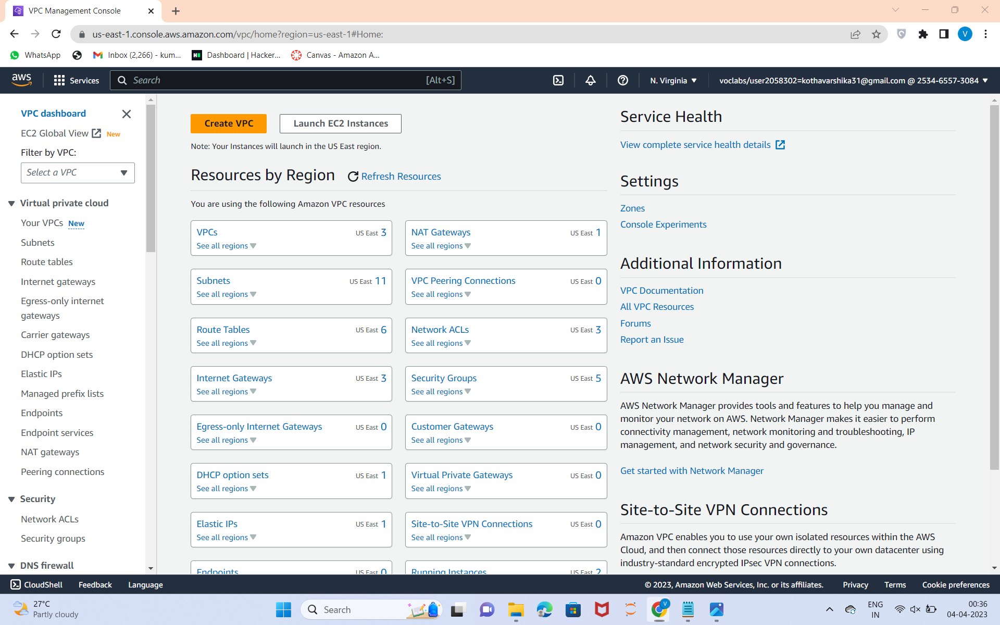 VPC Management Console
us-east-1.console.aws.amazon.com/vpc/home?region=us-east-1#Home:
V
WhatsApp
Inbox (2,266) - kum...
Dashboard | Hacker...
Canvas - Amazon A...
aws
Services
Search
[Alt+S]
N. Virginia
voclabs/user2058302=kothavarshika31@gmail.com @ 2534-6557-3084
VPC dashboard
EC2 Global View New
Filter by VPC:
Select a VPC
Virtual private cloud
Your VPCs New
Subnets
Route tables
Internet gateways
Egress-only internet
gateways
Carrier gateways
DHCP option sets
Elastic IPs
Managed prefix lists
Endpoints
Endpoint services
NAT gateways
Peering connections
Security
Network ACLs
Security groups
DNS firewall
Create VPC
Launch EC2 Instances
Note: Your Instances will launch in the US East region.
Resources by Region
Refresh Resources
You are using the following Amazon VPC resources
VPCs US East 3
See all regions
NAT Gateways US East 1
See all regions
Subnets US East 11
See all regions
VPC Peering Connections US East 0
See all regions
Route Tables US East 6
See all regions
Network ACLs US East 3
See all regions
Internet Gateways US East 3
See all regions
Security Groups US East 5
See all regions
Egress-only Internet Gateways US East 0
See all regions
Customer Gateways US East 0
See all regions
DHCP option sets US East 1
See all regions
Virtual Private Gateways US East 0
See all regions
Elastic IPs US East 1
See all regions
Site-to-Site VPN Connections US East 0
See all regions
Endpoints US East 0
Running Instances US East 2
Service Health
View complete service health details
Settings
Zones
Console Experiments
Additional Information
VPC Documentation
All VPC Resources
Forums
Report an Issue
AWS Network Manager
AWS Network Manager provides tools and features to help you manage and
monitor your network on AWS. Network Manager makes it easier to perform
connectivity management, network monitoring and troubleshooting, IP
management, and network security and governance.
Get started with Network Manager
Site-to-Site VPN Connections
Amazon VPC enables you to use your own isolated resources within the AWS
Cloud, and then connect those resources directly to your own datacenter using
industry-standard encrypted IPsec VPN connections.
CloudShell
Feedback
Language
© 2023, Amazon Web Services, Inc. or its affiliates.
Privacy
Terms
Cookie preferences
27°C
Partly cloudy
Search
V
ENG
IN
00:36
04-04-2023